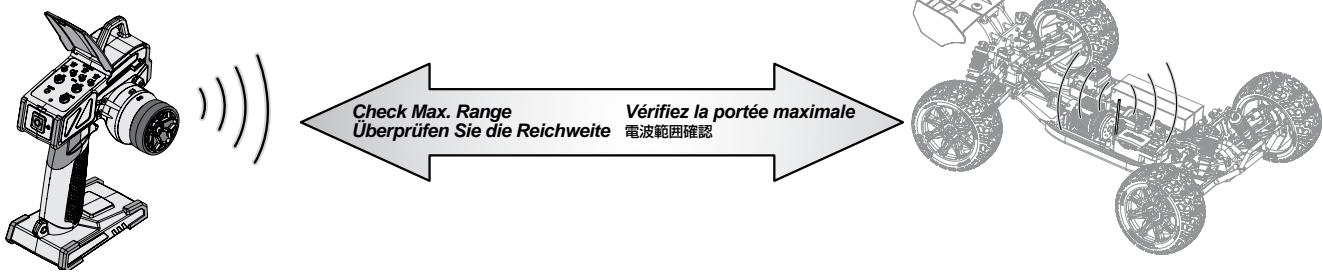 Check Max. Range
Überprüfen Sie die Reichweite
Vérifiez la portée maximale
電波範囲確認